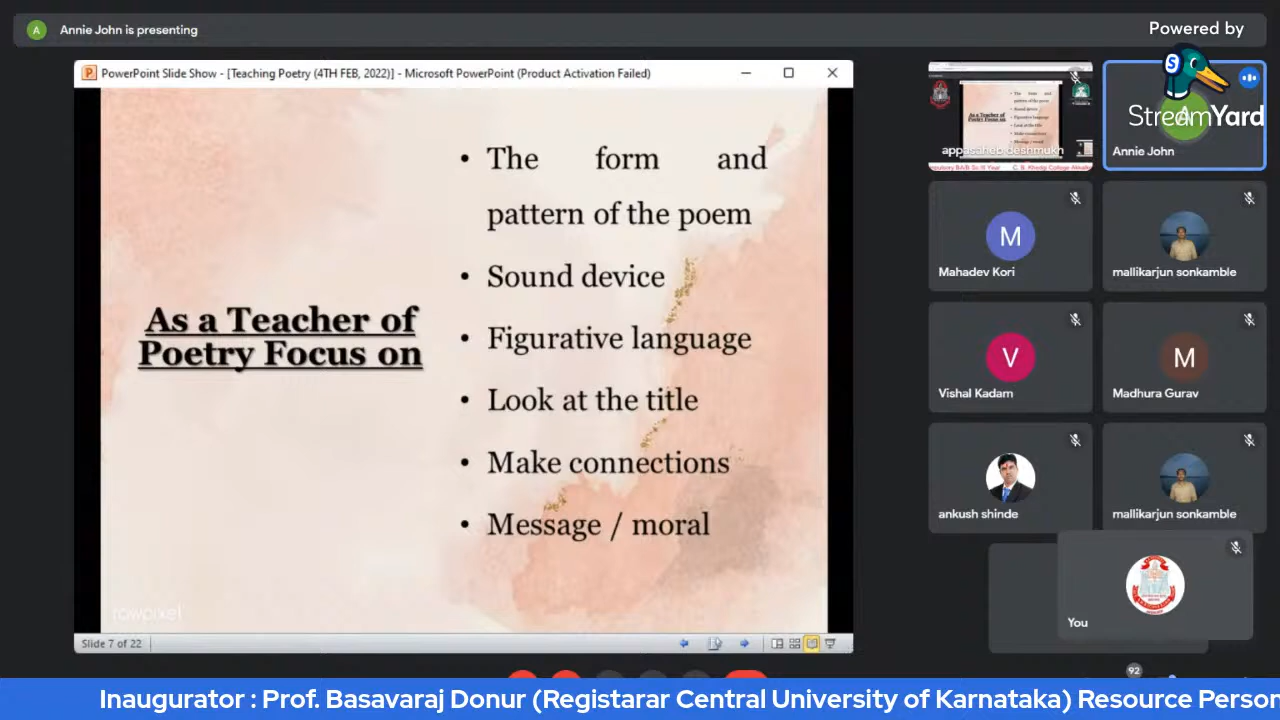 A Annie John is presenting
Powered by
StreamYard
PowerPoint Slide Show - [Teaching Poetry (4TH FEB, 2022)] - Microsoft PowerPoint (Product Activation Failed)
As a Teacher of
Poetry Focus on
• The form and
pattern of the poem
• Sound device
• Figurative language
• Look at the title
• Make connections
• Message / moral
rawpixel
Slide 7 of 22
appasaheb deshmukh
A
Annie John
M
Mahadev Kori
mallikarjun sonkamble
V
Vishal Kadam
M
Madhura Gurav
ankush shinde
mallikarjun sonkamble
You
92
Inaugurator : Prof. Basavaraj Donur (Registarar Central University of Karnataka) Resource Person